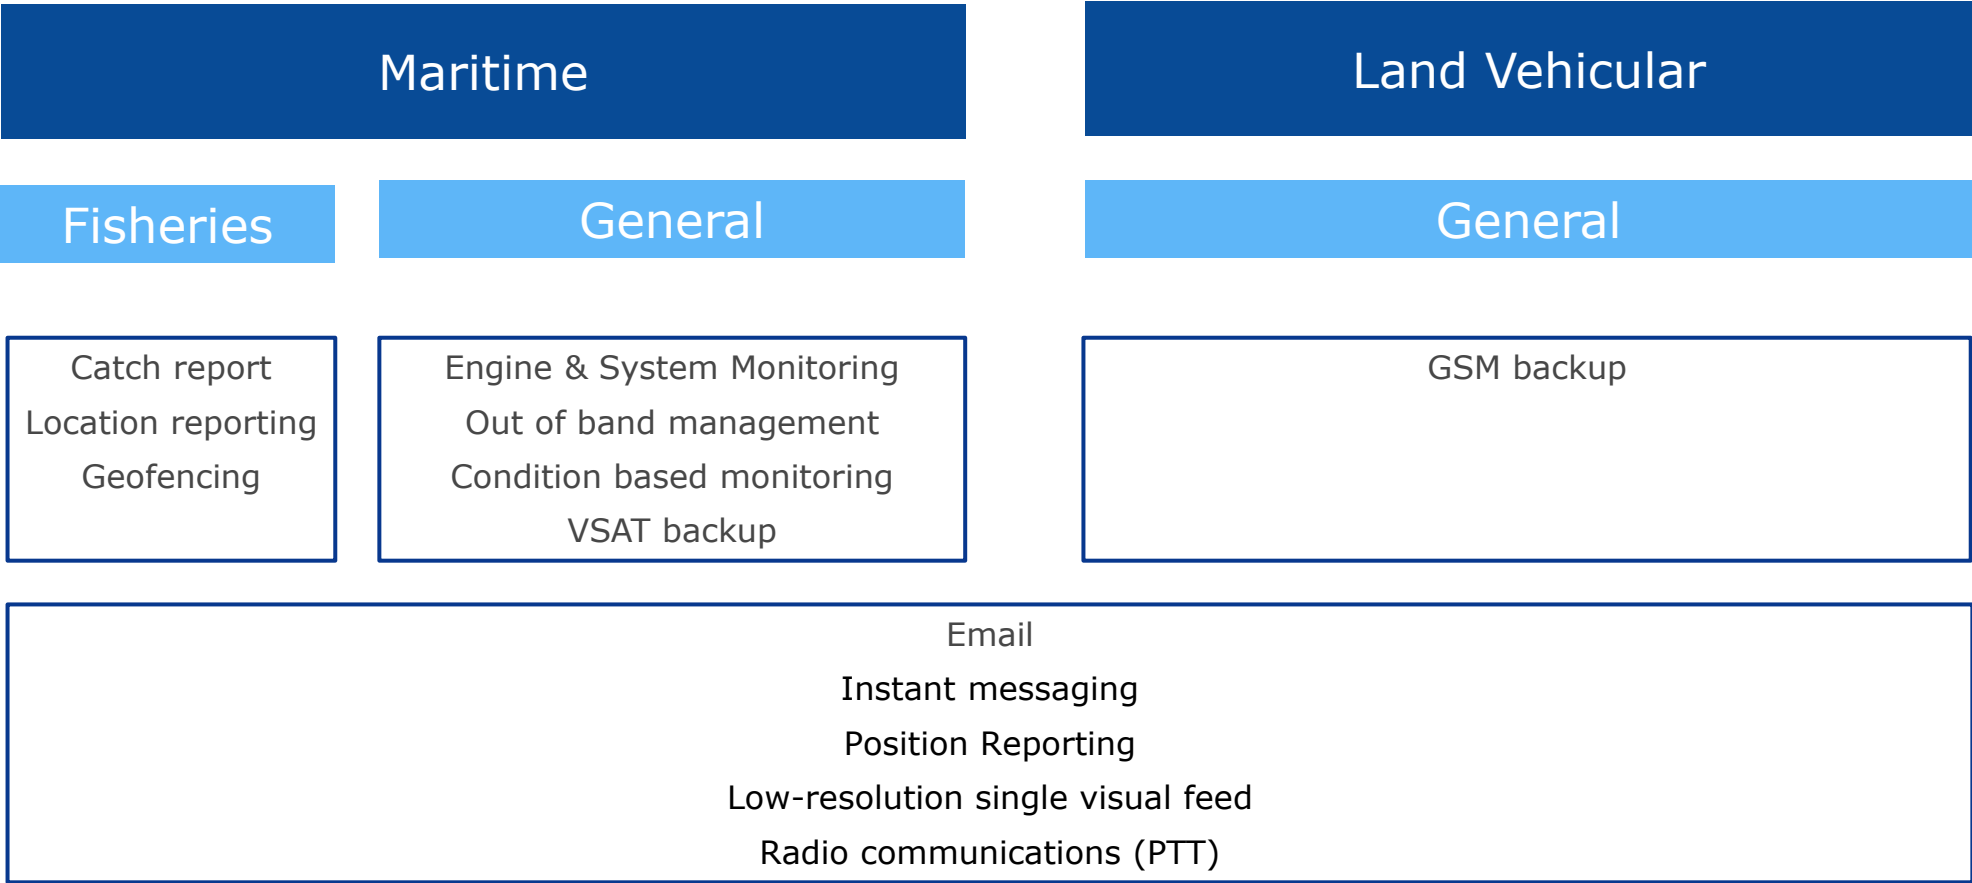 Maritime
Land Vehicular
Fisheries
General
General
Catch report
Location reporting
Geofencing
Engine & System Monitoring
Out of band management
Condition based monitoring
VSAT backup
GSM backup
Email
Instant messaging
Position Reporting
Low-resolution single visual feed
Radio communications (PTT)